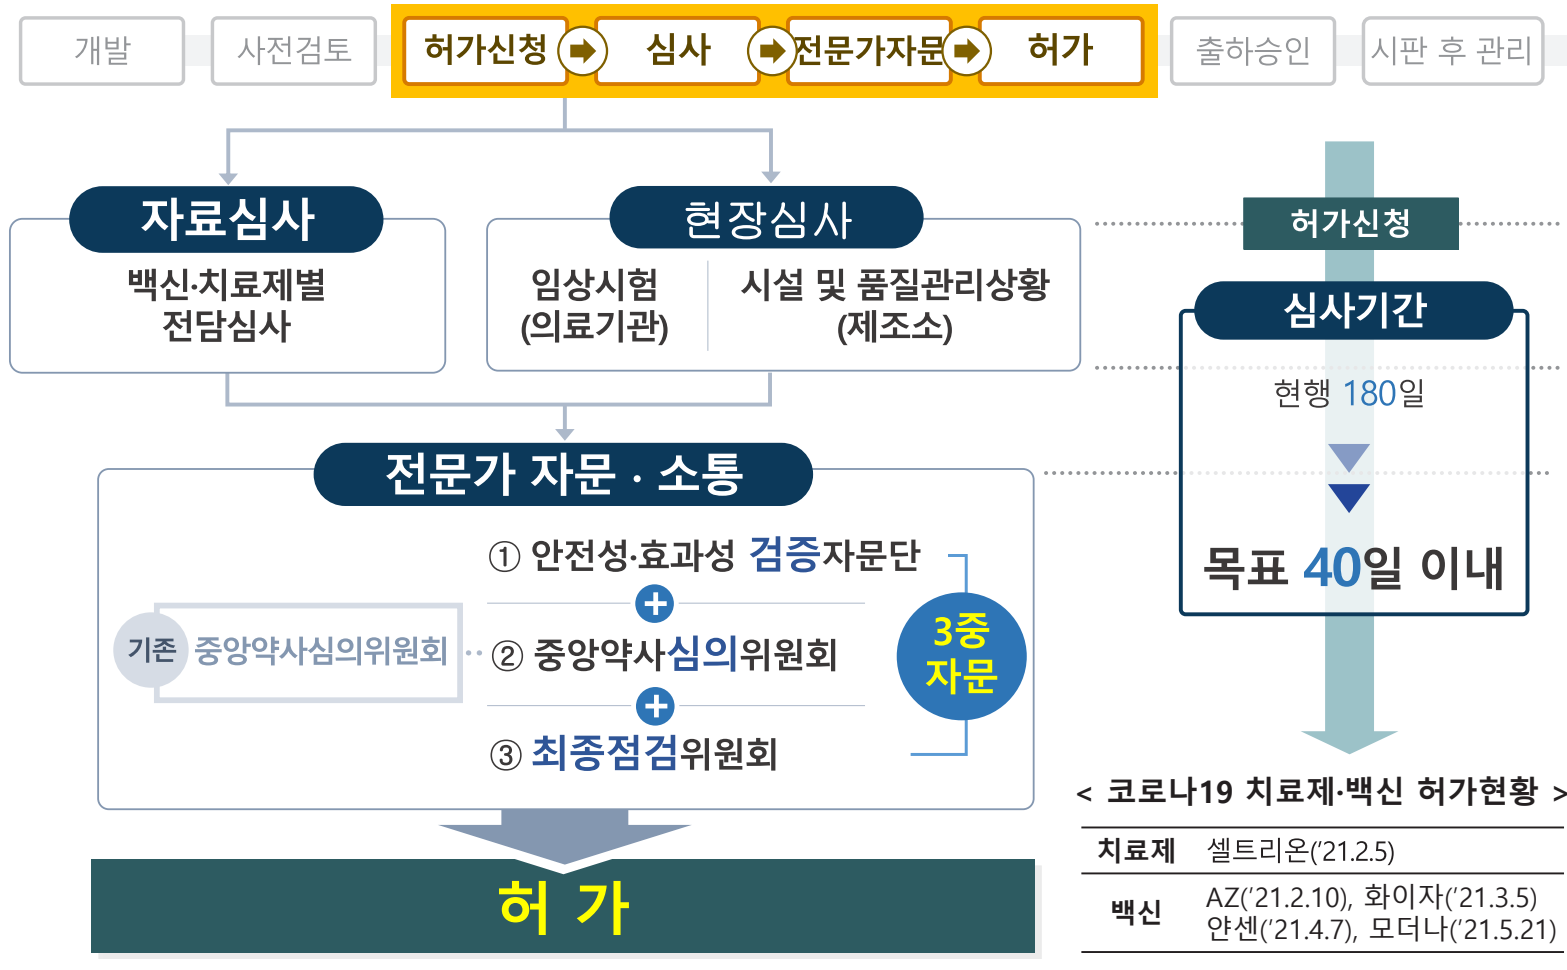 개발
사전검토
허가신청
심사
전문가자문
허가
출하승인
시판 후 관리
자료심사
백신·치료제별
전담심사
현장심사
임상시험
(의료기관)
시설 및 품질관리상황
(제조소)
전문가 자문 · 소통
① 안전성·효과성 검증자문단
+
기존 중앙약사심의위원회
② 중앙약사심의위원회
+
③ 최종점검위원회
3중
자문
허 가
허가신청
심사기간
현행 180일
목표 40일 이내
< 코로나19 치료제·백신 허가현황 >
치료제 셀트리온('21.2.5)
백신
AZ('21.2.10), 화이자('21.3.5)
얀센('21.4.7), 모더나('21.5.21)